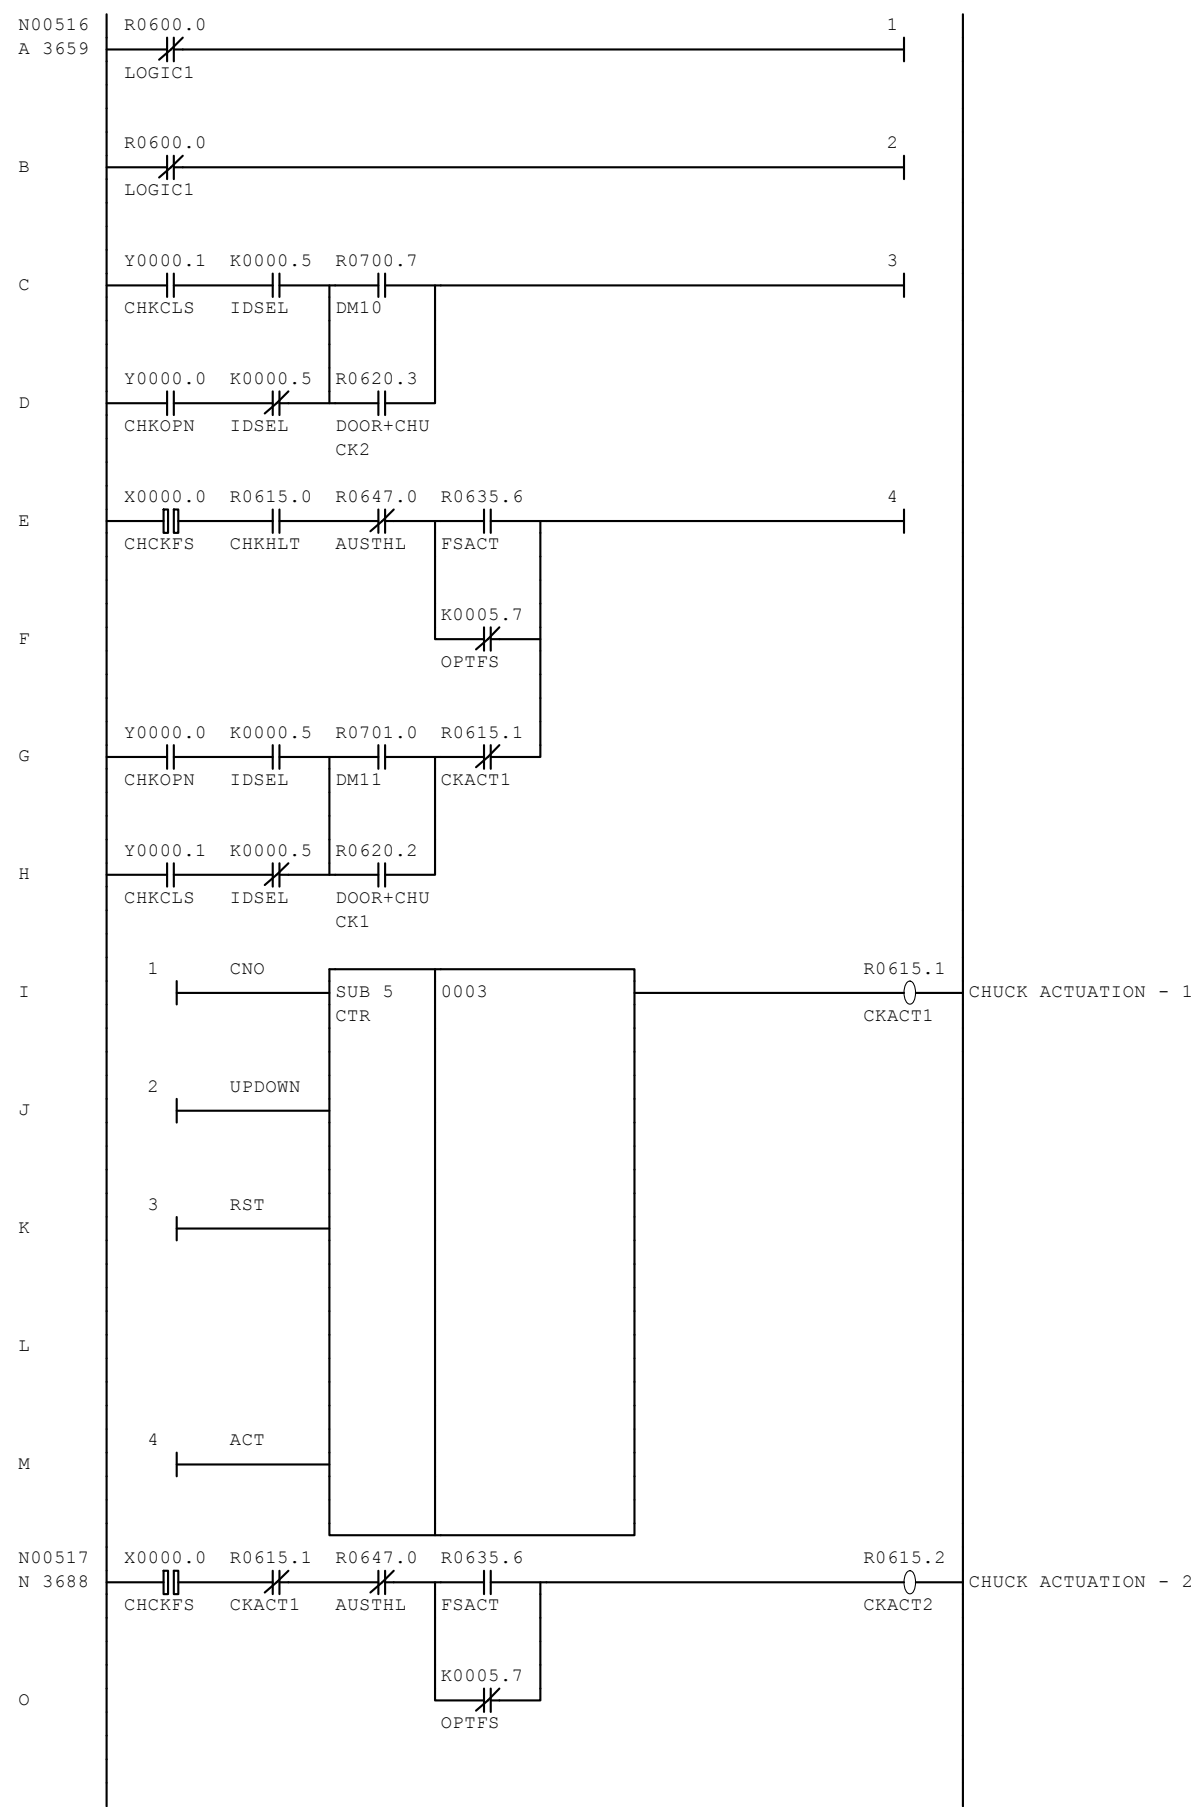 N00516 R0600.0 1
A 3659
LOGIC1
R0600.0 2
B
LOGIC1
Y0000.1 K0000.5 R0700.7 3
C
CHKCLS IDSEL DM10
Y0000.0 K0000.5 R0620.3
D
CHKOPN IDSEL DOOR+CHU
CK2
X0000.0 R0615.0 R0647.0 R0635.6 4
E
CHCKFS CHKHLT AUSTHL FSACT
K0005.7
F
OPTFS
Y0000.0 K0000.5 R0701.0 R0615.1
G
CHKOPN IDSEL DM11 CKACT1
Y0000.1 K0000.5 R0620.2
H
CHKCLS IDSEL DOOR+CHU
CK1
1 CNO R0615.1
I SUB 5 0003 CHUCK ACTUATION - 1
CTR CKACT1
2 UPDOWN
J
3 RST
K
L
4 ACT
M
N00517 X0000.0 R0615.1 R0647.0 R0635.6 R0615.2
N 3688 CHUCK ACTUATION - 2
CHCKFS CKACT1 AUSTHL FSACT CKACT2
K0005.7
O
OPTFS